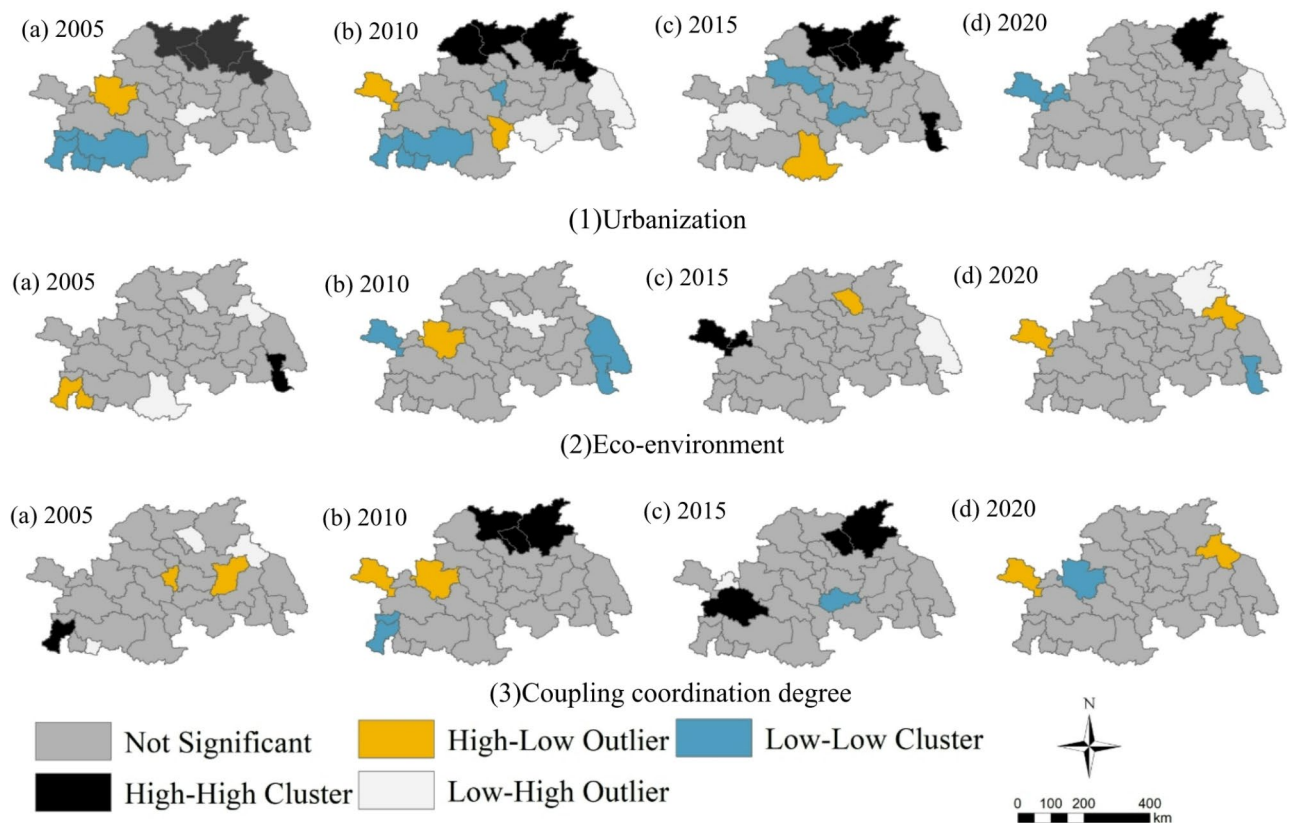 (a) 2005
(b) 2010
(c) 2015
(d) 2020
(1)Urbanization
(a) 2005
(b) 2010
(c) 2015
(d) 2020
(2)Eco-environment
(a) 2005
(b) 2010
(c) 2015
(d) 2020
(3)Coupling coordination degree
Not Significant
High-Low Outlier
Low-Low Cluster
High-High Cluster
Low-High Outlier
N
0 100 200 400
km